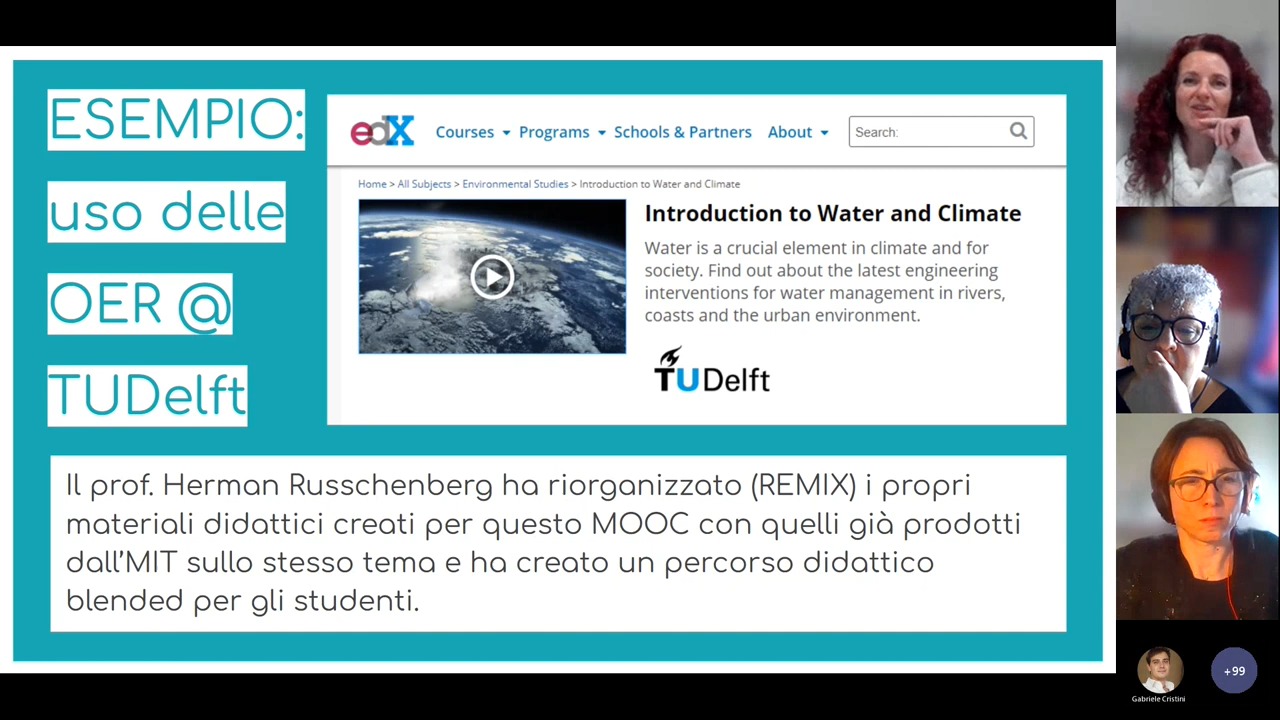 ESEMPIO:
uso delle
OER @
TUDelft
edX Courses Programs Schools & Partners About Search:
Home > All Subjects > Environmental Studies > Introduction to Water and Climate
Introduction to Water and Climate
Water is a crucial element in climate and for
society. Find out about the latest engineering
interventions for water management in rivers,
coasts and the urban environment.
TUDelft
Il prof. Herman Russchenberg ha riorganizzato (REMIX) i propri
materiali didattici creati per questo MOOC con quelli già prodotti
dall’MIT sullo stesso tema e ha creato un percorso didattico
blended per gli studenti.
+99
Gabriele Cristini